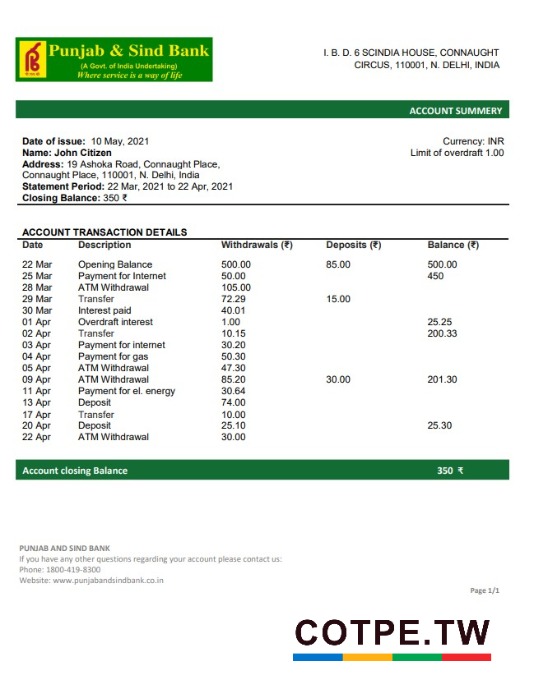 Punjab & Sind Bank
(A Govt. of India Undertaking)
Where service is a way of life
I. B. D. 6 SCINDIA HOUSE, CONNAUGHT
CIRCUS, 110001, N. DELHI, INDIA
ACCOUNT SUMMERY
Date of issue: 10 May, 2021
Name: John Citizen
Address: 19 Ashoka Road, Connaught Place,
Connaught Place, 110001, N. Delhi, India
Statement Period: 22 Mar, 2021 to 22 Apr, 2021
Closing Balance: 350 ₹
Currency: INR
Limit of overdraft 1.00
ACCOUNT TRANSACTION DETAILS
Date Description Withdrawals (₹) Deposits (₹) Balance (₹)
22 Mar Opening Balance 500.00 85.00 500.00
25 Mar Payment for Internet 50.00 450
28 Mar ATM Withdrawal 105.00
29 Mar Transfer 72.29 15.00
30 Mar Interest paid 40.01
01 Apr Overdraft interest 1.00 25.25
02 Apr Transfer 10.15 200.33
03 Apr Payment for internet 30.20
04 Apr Payment for gas 50.30
05 Apr ATM Withdrawal 47.30
09 Apr ATM Withdrawal 85.20 30.00 201.30
11 Apr Payment for el. energy 30.64
13 Apr Deposit 74.00
17 Apr Transfer 10.00
20 Apr Deposit 25.10 25.30
22 Apr ATM Withdrawal 30.00
Account closing Balance 350 ₹
PUNJAB AND SIND BANK
If you have any other questions regarding your account please contact us:
Phone: 1800-419-8300
Website: www.punjabandsindbank.co.in
Page 1/1
COTPE.TW